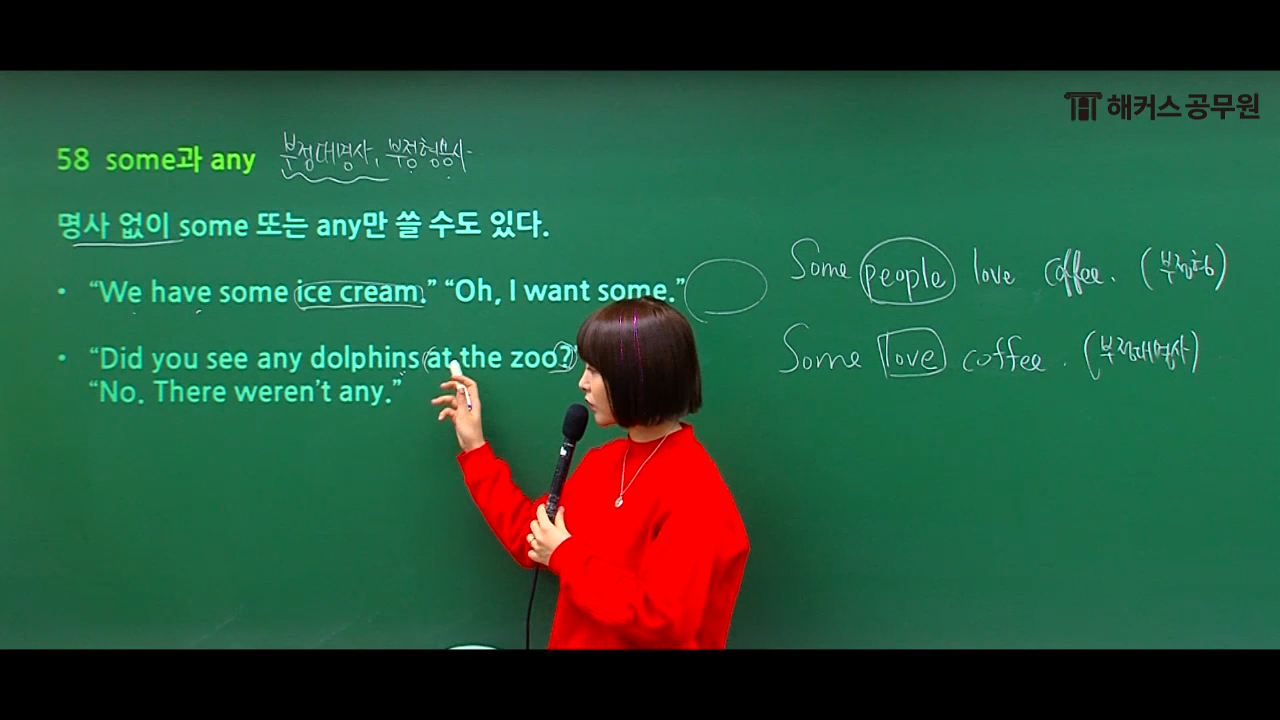 해커스 공무원
58 some과 any 부정대명사, 부정형용사
명사 없이 some 또는 any만 쓸 수도 있다.
• “We have some ice cream.” “Oh, I want some.”
• “Did you see any dolphins at the zoo?
“No. There weren’t any.”
Some people love coffee. (부정형)
Some love coffee. (부정대명사)